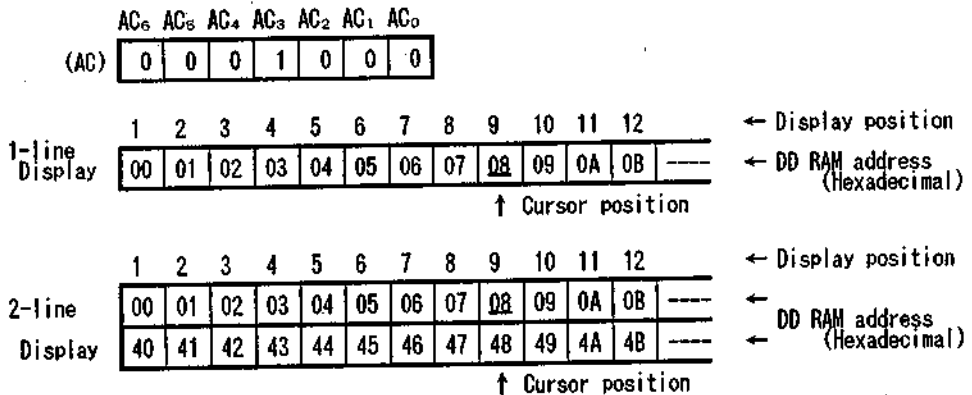 AC₆ AC₅ AC₄ AC₃ AC₂ AC₁ AC₀
(AC) 0 0 0 1 0 0 0
1 2 3 4 5 6 7 8 9 10 11 12 ← Display position
1-line Display 00 01 02 03 04 05 06 07 08 09 0A 0B ---- ← DD RAM address (Hexadecimal)
↑ Cursor position
1 2 3 4 5 6 7 8 9 10 11 12 ← Display position
2-line 00 01 02 03 04 05 06 07 08 09 0A 0B ---- ← DD RAM address
Display 40 41 42 43 44 45 46 47 48 49 4A 4B ---- ← (Hexadecimal)
↑ Cursor position